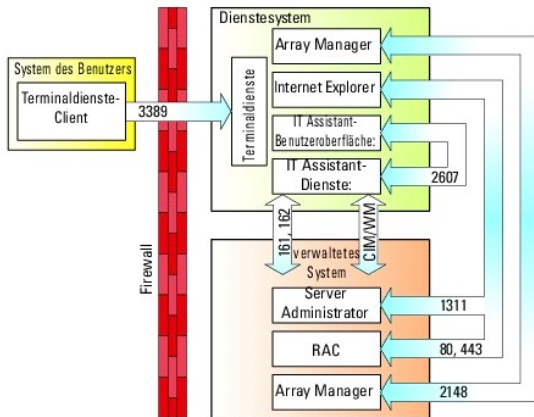 Dienstesystem
Array Manager
System des Benutzers
Terminaldienste-
Client
3389
Terminaldienste
Internet Explorer
IT Assistant-
Benutzeroberfläche:
IT Assistant-
Dienste:
2607
161, 162
CIM/WM
Firewall
verwaltetes
System
Server
Administrator
1311
RAC
80, 443
Array Manager
2148